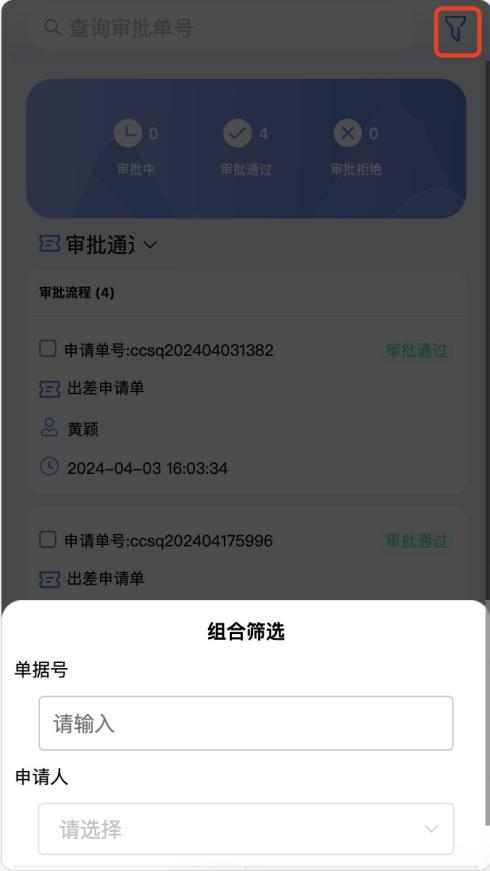 查询审批单号
0
4
0
审批中
审批通过
审批拒绝
审批通
审批流程 (4)
申请单号:ccsq202404031382
审批通过
出差申请单
黄颖
2024-04-03 16:03:34
申请单号:ccsq202404175996
审批通过
出差申请单
组合筛选
单据号
请输入
申请人
请选择